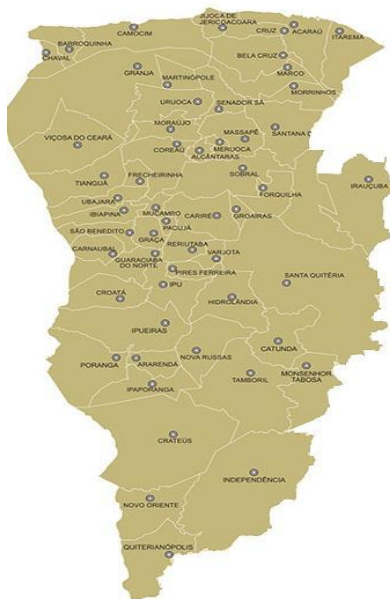 JIJOCA DE
JERICOACOARA
CAMOCIM
CRUZ
ACARAÚ
ITAREMA
BARROQUINHA
CHAVAL
BELA CRUZ
GRANJA
MARTINÓPOLE
MARCO
MORRINHOS
URUOCA
SENADOR SÁ
MORAÚJO
MASSAPÊ
SANTANA D
VIÇOSA DO CEARÁ
COREAÚ
MERUOCA
ALCÂNTARAS
TIANGUÁ
FRECHEIRINHA
SOBRAL
FORQUILHA
IRAUÇUBA
UBAJARA
IBIAPINA
MUCAMBO
PACUJÁ
CARIRÉ
GROAIRAS
SÃO BENEDITO
GRAÇA
CARNAUBAL
GUARACIABA
DO NORTE
RERIUTABA
VARJOTA
PIRES FERREIRA
SANTA QUITÉRIA
CROATÁ
IPU
HIDROLÂNDIA
IPUEIRAS
CATUNDA
PORANGA
ARARENDÁ
NOVA RUSSAS
MONSENHOR
TABOSA
IPAPORANGA
TAMBORIL
CRATEÚS
INDEPENDÊNCIA
NOVO ORIENTE
QUITERIANÓPOLIS